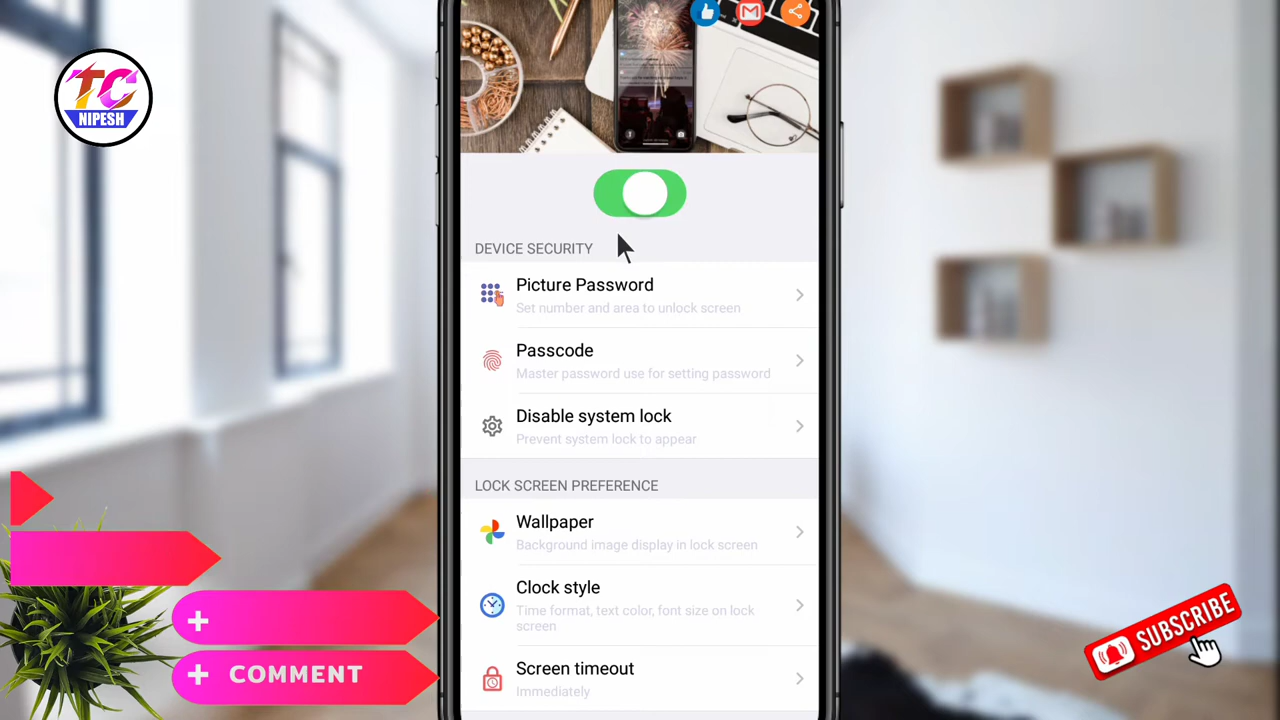 TC
NIPESH
DEVICE SECURITY
Picture Password
Set number and area to unlock screen
Passcode
Master password use for setting password
Disable system lock
Prevent system lock to appear
LOCK SCREEN PREFERENCE
Wallpaper
Background image display in lock screen
Clock style
Time format, text color, font size on lock
screen
Screen timeout
Immediately
+
+ COMMENT
SUBSCRIBE